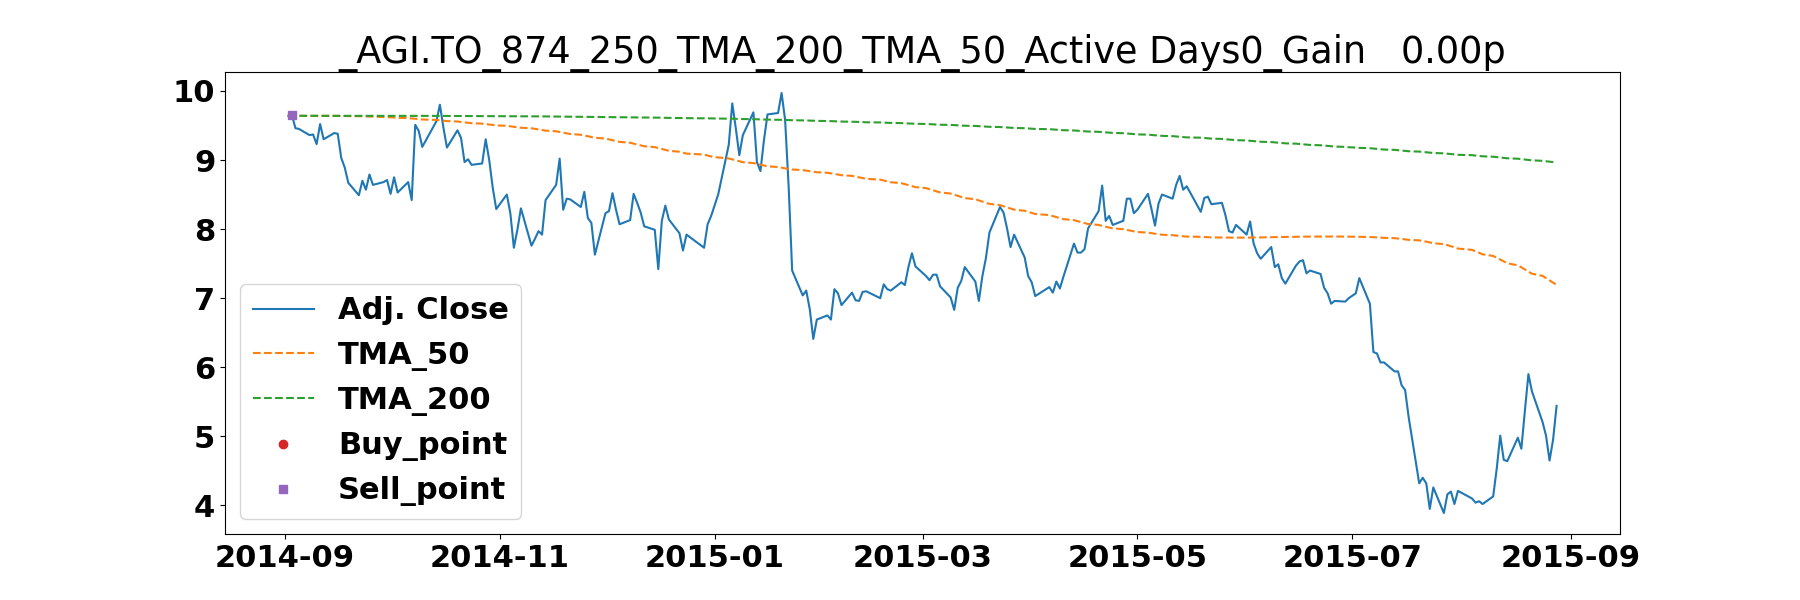 _AGI.TO_874_250_TMA_200_TMA_50_Active Days0_Gain   0.00p
10
9
8
7
6
5
4
Adj. Close
TMA_50
TMA_200
Buy_point
Sell_point
2014-09 2014-11 2015-01 2015-03 2015-05 2015-07 2015-09